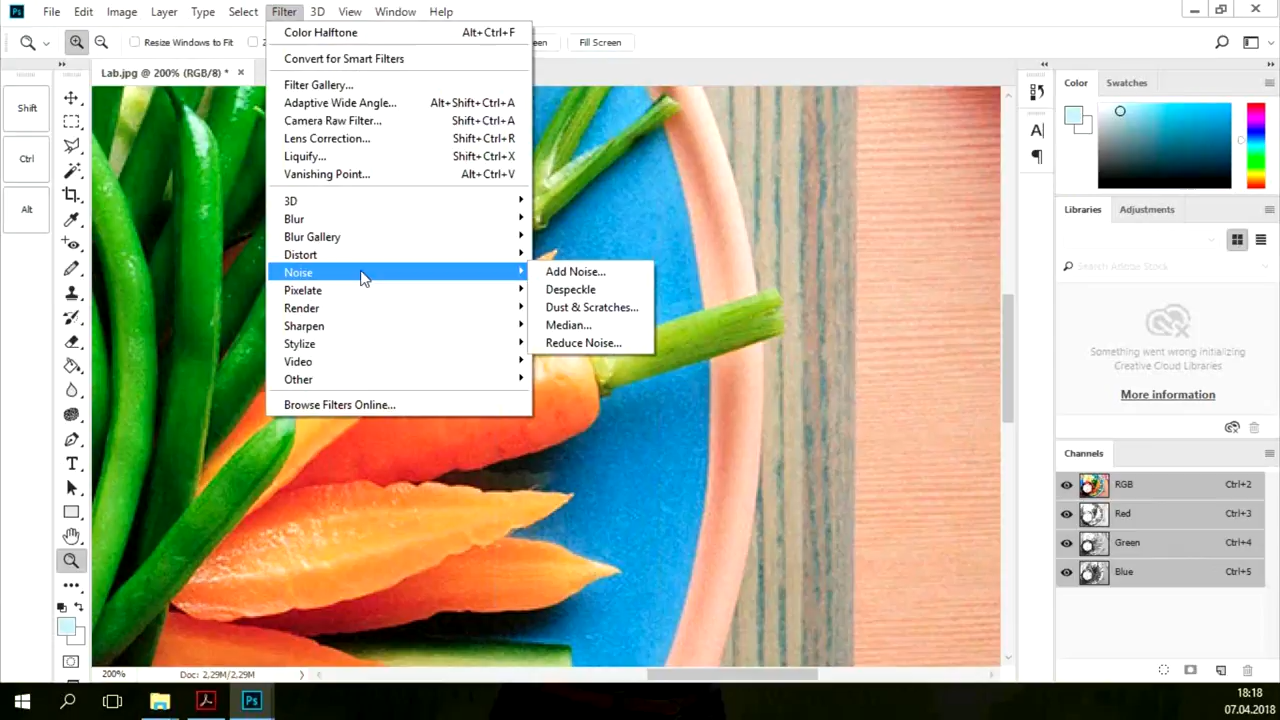 Ps File Edit Image Layer Type Select Filter 3D View Window Help
Resize Windows to Fit
Fill Screen
Lab.jpg @ 200% (RGB/8) *
Color Halftone Alt+Ctrl+F
Convert for Smart Filters
Filter Gallery...
Adaptive Wide Angle... Alt+Shift+Ctrl+A
Camera Raw Filter... Shift+Ctrl+A
Lens Correction... Shift+Ctrl+R
Liquify... Shift+Ctrl+X
Vanishing Point... Alt+Ctrl+V
3D
Blur
Blur Gallery
Distort
Noise
Pixelate
Render
Sharpen
Stylize
Video
Other
Browse Filters Online...
Add Noise...
Despeckle
Dust & Scratches...
Median...
Reduce Noise...
Shift
Ctrl
Alt
Color Swatches
Libraries Adjustments
Search Adobe Stock
Something went wrong initializing
Creative Cloud Libraries
More information
Channels
RGB Ctrl+2
Red Ctrl+3
Green Ctrl+4
Blue Ctrl+5
200% Doc: 2,29M/2,29M
Ps
18:18
07.04.2018